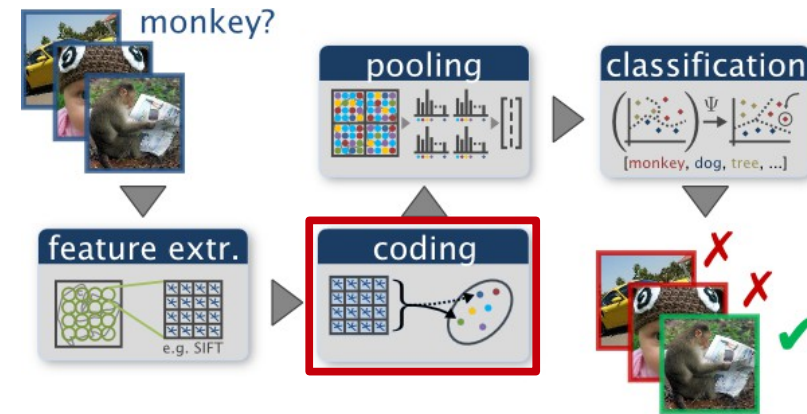 monkey?
feature extr.
e.g. SIFT
coding
pooling
classification
Ψ
[monkey, dog, tree, ...]